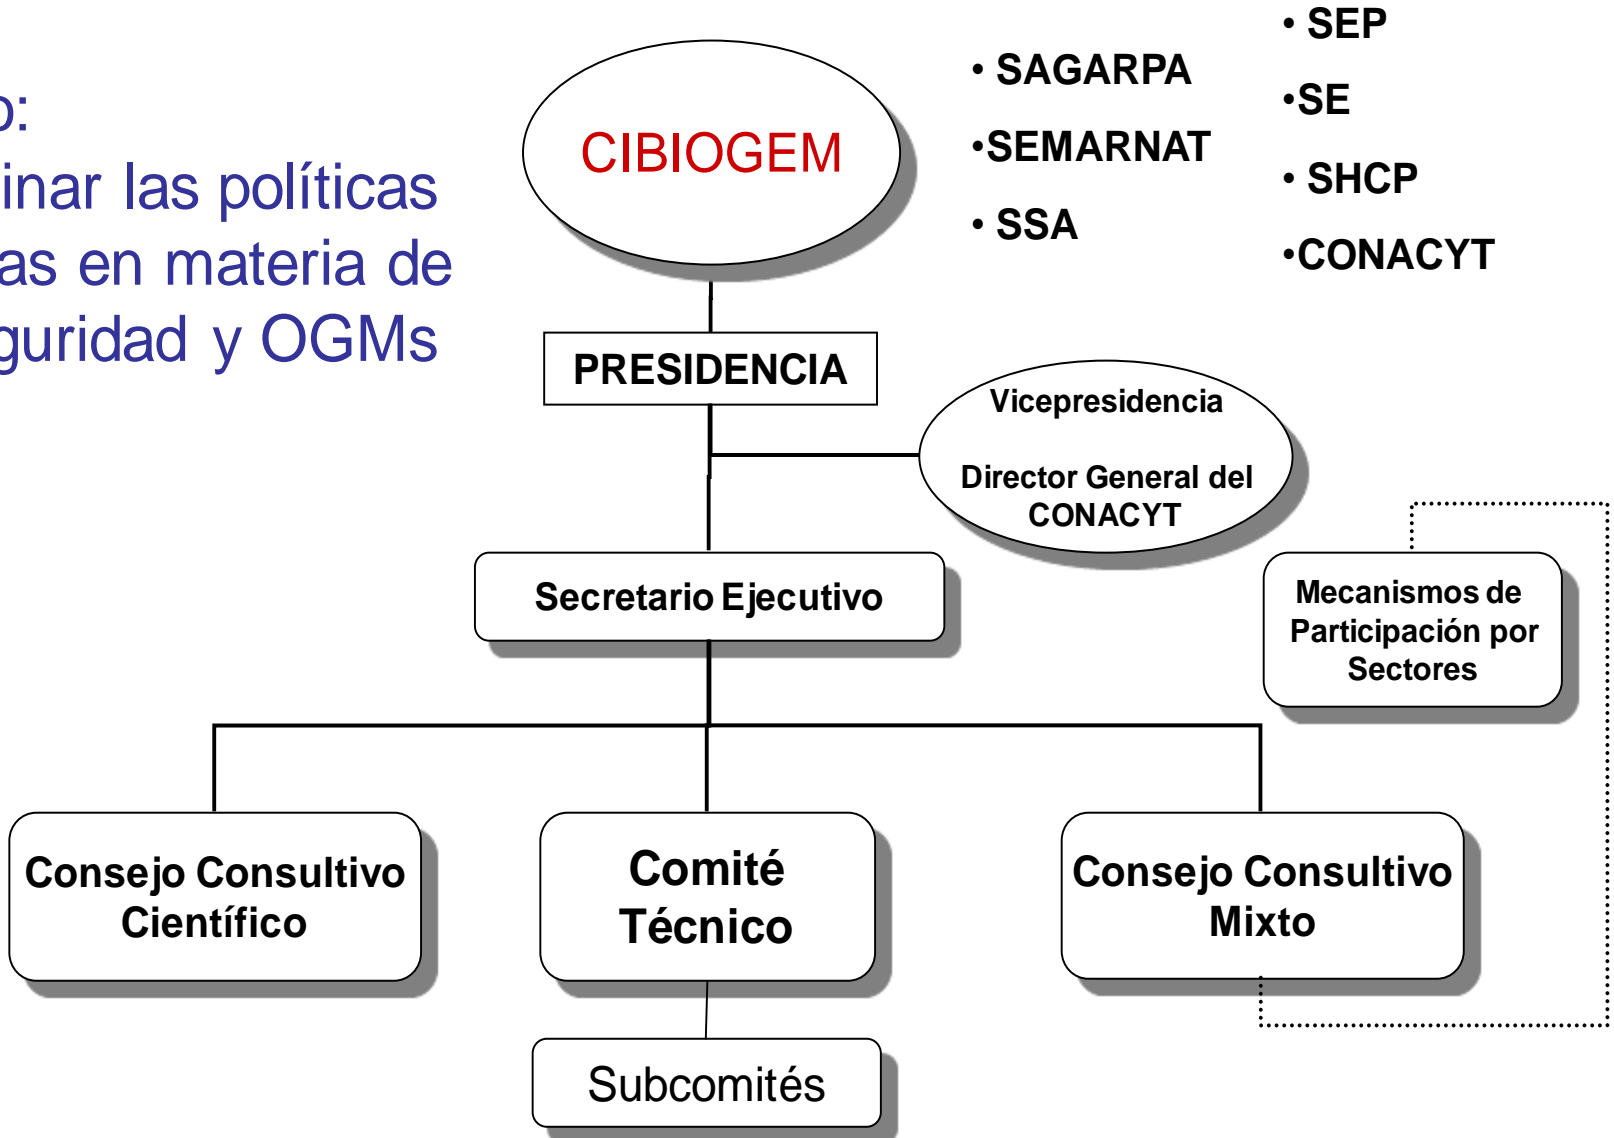 o:
inar las políticas
as en materia de
guridad y OGMs
CIBIOGEM
• SAGARPA
•SEMARNAT
• SSA
• SEP
•SE
• SHCP
•CONACYT
PRESIDENCIA
Vicepresidencia
Director General del
CONACYT
Secretario Ejecutivo
Mecanismos de
Participación por
Sectores
Consejo Consultivo
Científico
Comité
Técnico
Consejo Consultivo
Mixto
Subcomités